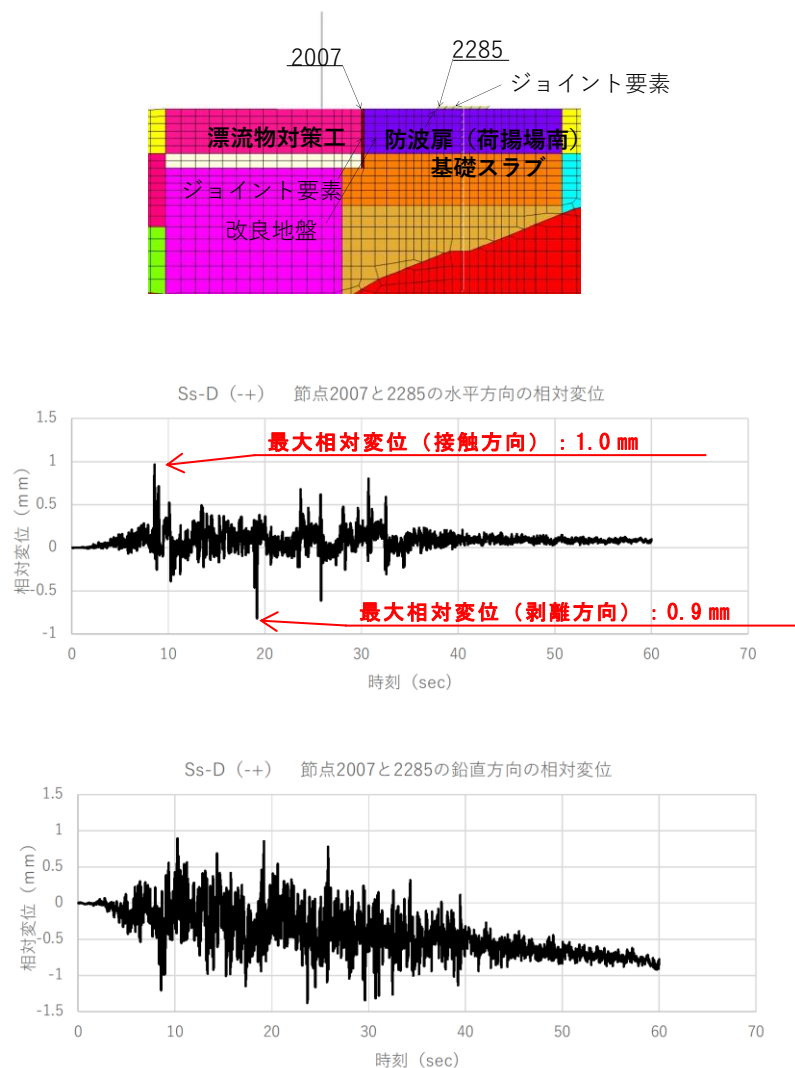 2007
2285
ジョイント要素
漂流物対策工
防波扉（荷揚場南）
基礎スラブ
ジョイント要素
改良地盤
Ss-D（-+）　節点2007と2285の水平方向の相対変位
相対変位（mm）
1.5
1
0.5
0
-0.5
-1
最大相対変位（接触方向）：1.0㎜
最大相対変位（剥離方向）：0.9㎜
0 10 20 30 40 50 60 70
時刻（sec）
Ss-D（-+）　節点2007と2285の鉛直方向の相対変位
相対変位（mm）
1.5
1
0.5
0
-0.5
-1
-1.5
0 10 20 30 40 50 60 70
時刻（sec）